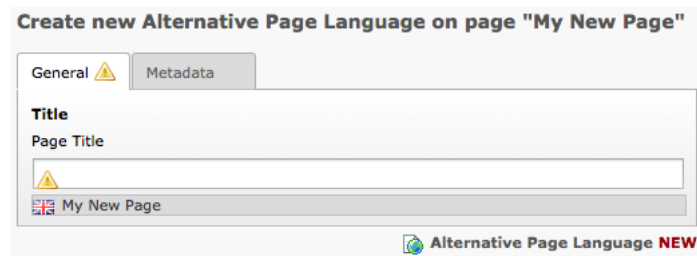 Create new Alternative Page Language on page "My New Page"
General Metadata
Title
Page Title
My New Page
Alternative Page Language NEW